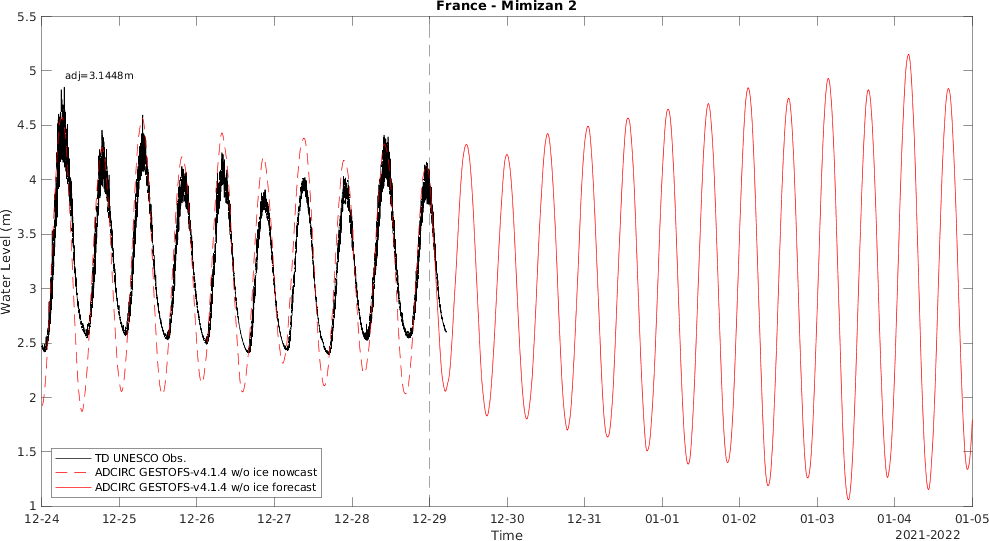 France - Mimizan 2
adj=3.1448m
5.5
5
4.5
4
3.5
3
2.5
2
1.5
1
Water Level (m)
TD UNESCO Obs.
ADCIRC GESTOFS-v4.1.4 w/o ice nowcast
ADCIRC GESTOFS-v4.1.4 w/o ice forecast
12-24 12-25 12-26 12-27 12-28 12-29 12-30 12-31 01-01 01-02 01-03 01-04 01-05
Time
2021-2022